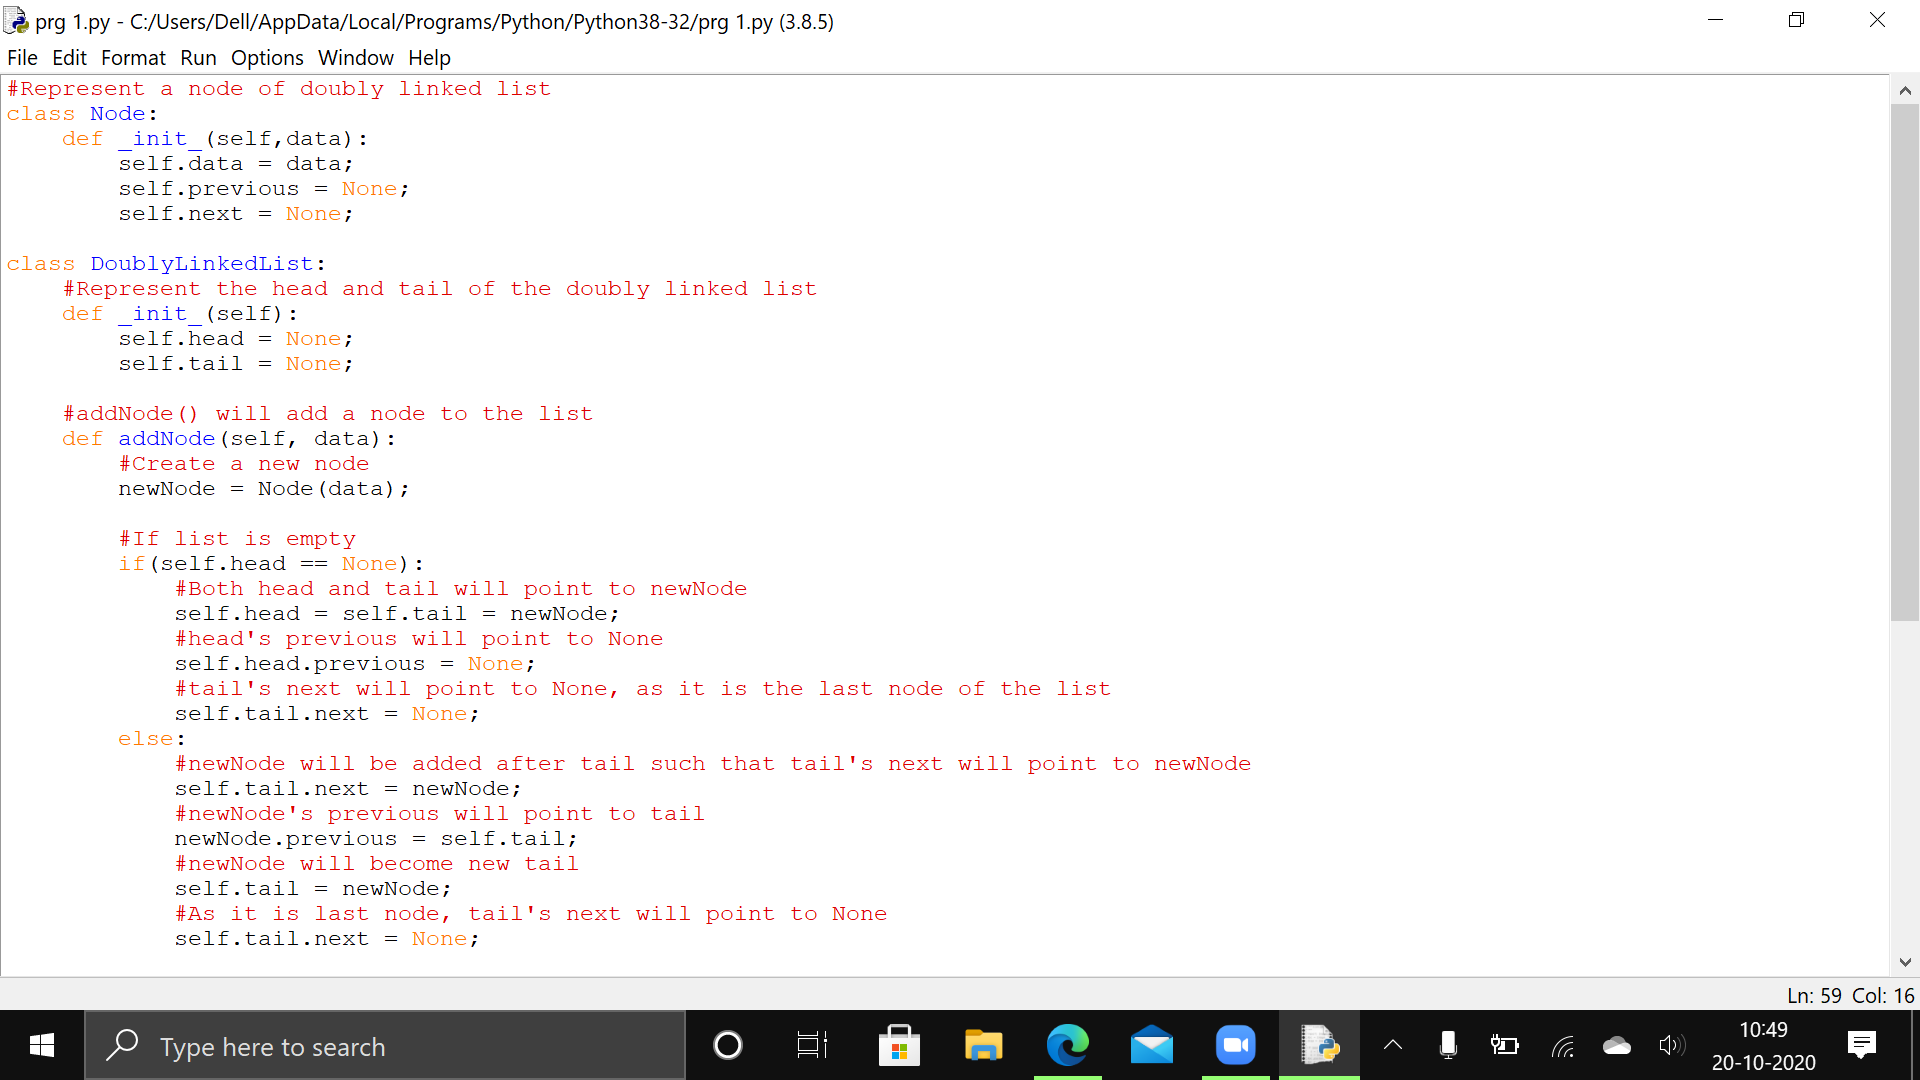 prg 1.py - C:/Users/Dell/AppData/Local/Programs/Python/Python38-32/prg 1.py (3.8.5)
File Edit Format Run Options Window Help
#Represent a node of doubly linked list
class Node:
    def _init_(self,data):
        self.data = data;
        self.previous = None;
        self.next = None;

class DoublyLinkedList:
    #Represent the head and tail of the doubly linked list
    def _init_(self):
        self.head = None;
        self.tail = None;

    #addNode() will add a node to the list
    def addNode(self, data):
        #Create a new node
        newNode = Node(data);

        #If list is empty
        if(self.head == None):
            #Both head and tail will point to newNode
            self.head = self.tail = newNode;
            #head's previous will point to None
            self.head.previous = None;
            #tail's next will point to None, as it is the last node of the list
            self.tail.next = None;
        else:
            #newNode will be added after tail such that tail's next will point to newNode
            self.tail.next = newNode;
            #newNode's previous will point to tail
            newNode.previous = self.tail;
            #newNode will become new tail
            self.tail = newNode;
            #As it is last node, tail's next will point to None
            self.tail.next = None;
Ln: 59 Col: 16
Type here to search
10:49
20-10-2020